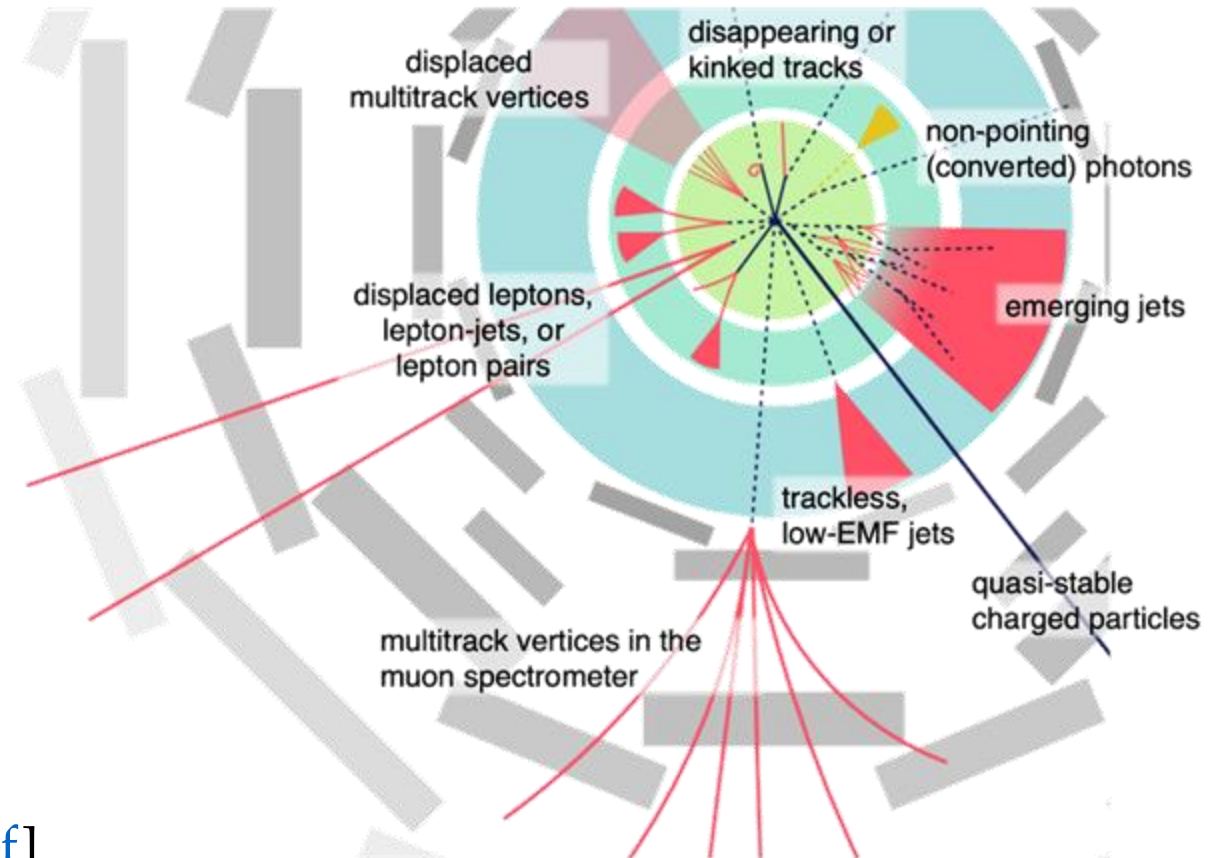 disappearing or
kinked tracks
displaced
multitrack vertices
non-pointing
(converted) photons
displaced leptons,
lepton-jets, or
lepton pairs
emerging jets
trackless,
low-EMF jets
quasi-stable
charged particles
multitrack vertices in the
muon spectrometer
f]